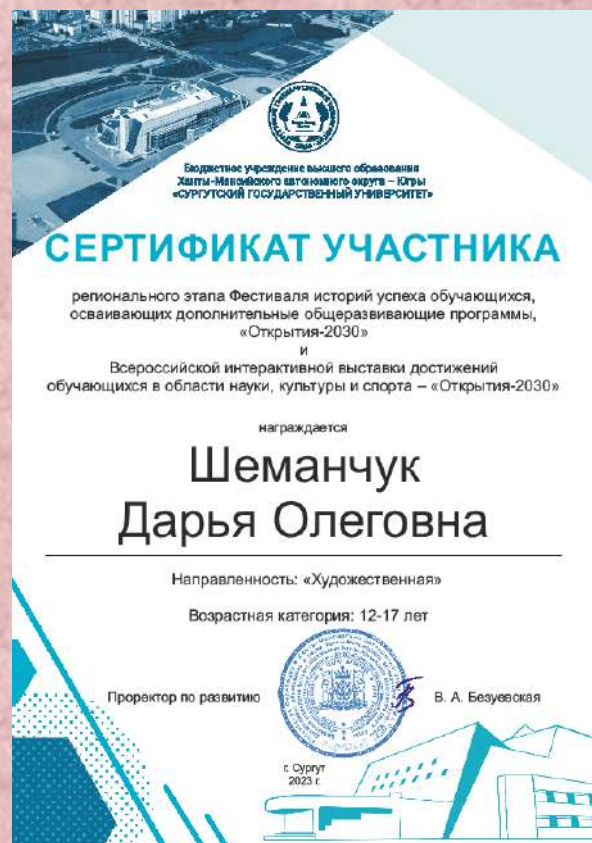 Бюджетное учреждение высшего образования
Ханты-Мансийского автономного округа – Югры
«СУРГУТСКИЙ ГОСУДАРСТВЕННЫЙ УНИВЕРСИТЕТ»
СЕРТИФИКАТ УЧАСТНИКА
регионального этапа Фестиваля историй успеха обучающихся,
осваивающих дополнительные общеразвивающие программы,
«Открытия-2030»
и
Всероссийской интерактивной выставки достижений
обучающихся в области науки, культуры и спорта – «Открытия-2030»
награждается
Шеманчук
Дарья Олеговна
Направленность: «Художественная»
Возрастная категория: 12-17 лет
Проректор по развитию
В. А. Безуевская
г. Сургут
2023 г.